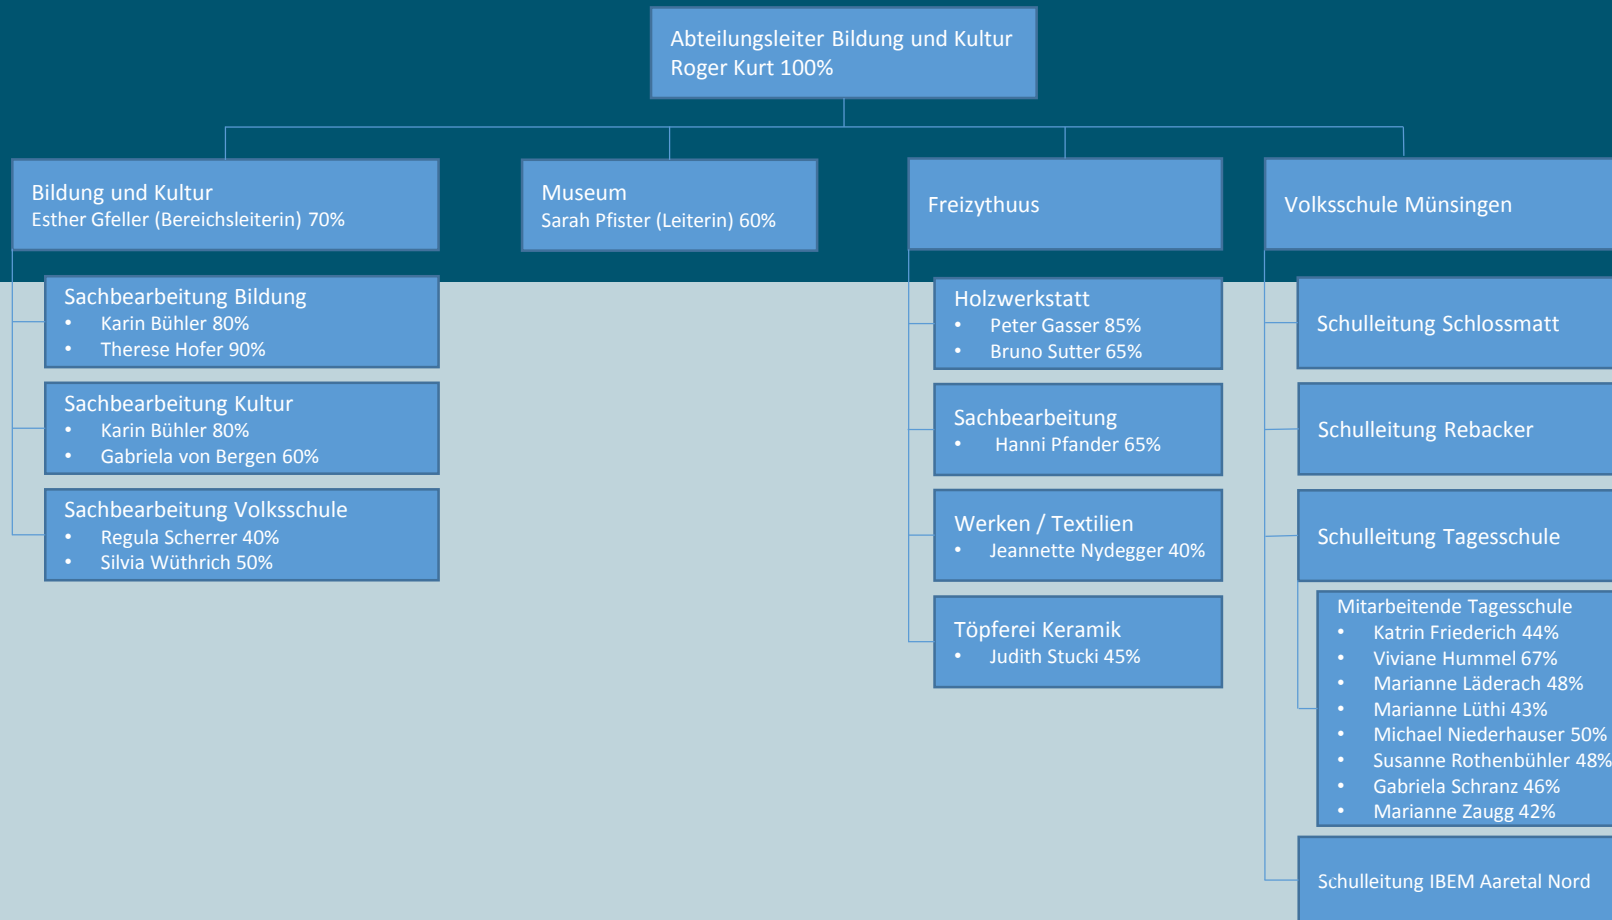 Abteilungsleiter Bildung und Kultur
Roger Kurt 100%
Bildung und Kultur
Esther Gfeller (Bereichsleiterin) 70%
Sachbearbeitung Bildung
• Karin Bühler 80%
• Therese Hofer 90%
Sachbearbeitung Kultur
• Karin Bühler 80%
• Gabriela von Bergen 60%
Sachbearbeitung Volksschule
• Regula Scherrer 40%
• Silvia Wüthrich 50%
Museum
Sarah Pfister (Leiterin) 60%
Freizythuus
Holzwerkstatt
• Peter Gasser 85%
• Bruno Sutter 65%
Sachbearbeitung
• Hanni Pfander 65%
Werken / Textilien
• Jeannette Nydegger 40%
Töpferei Keramik
• Judith Stucki 45%
Volksschule Münsingen
Schulleitung Schlossmatt
Schulleitung Rebacker
Schulleitung Tagesschule
Mitarbeitende Tagesschule
• Katrin Friederich 44%
• Viviane Hummel 67%
• Marianne Läderach 48%
• Marianne Lüthi 43%
• Michael Niederhauser 50%
• Susanne Rothenbühler 48%
• Gabriela Schranz 46%
• Marianne Zaugg 42%
Schulleitung IBEM Aaretal Nord